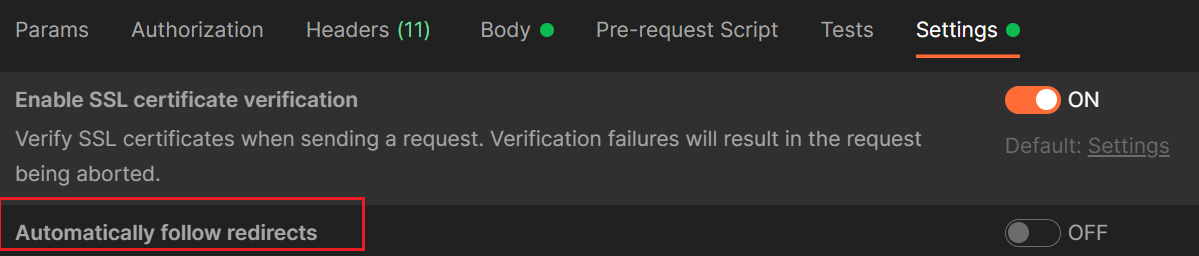 Params Authorization Headers (11) Body Pre-request Script Tests Settings
Enable SSL certificate verification ON
Verify SSL certificates when sending a request. Verification failures will result in the request Default: Settings
being aborted.
Automatically follow redirects OFF